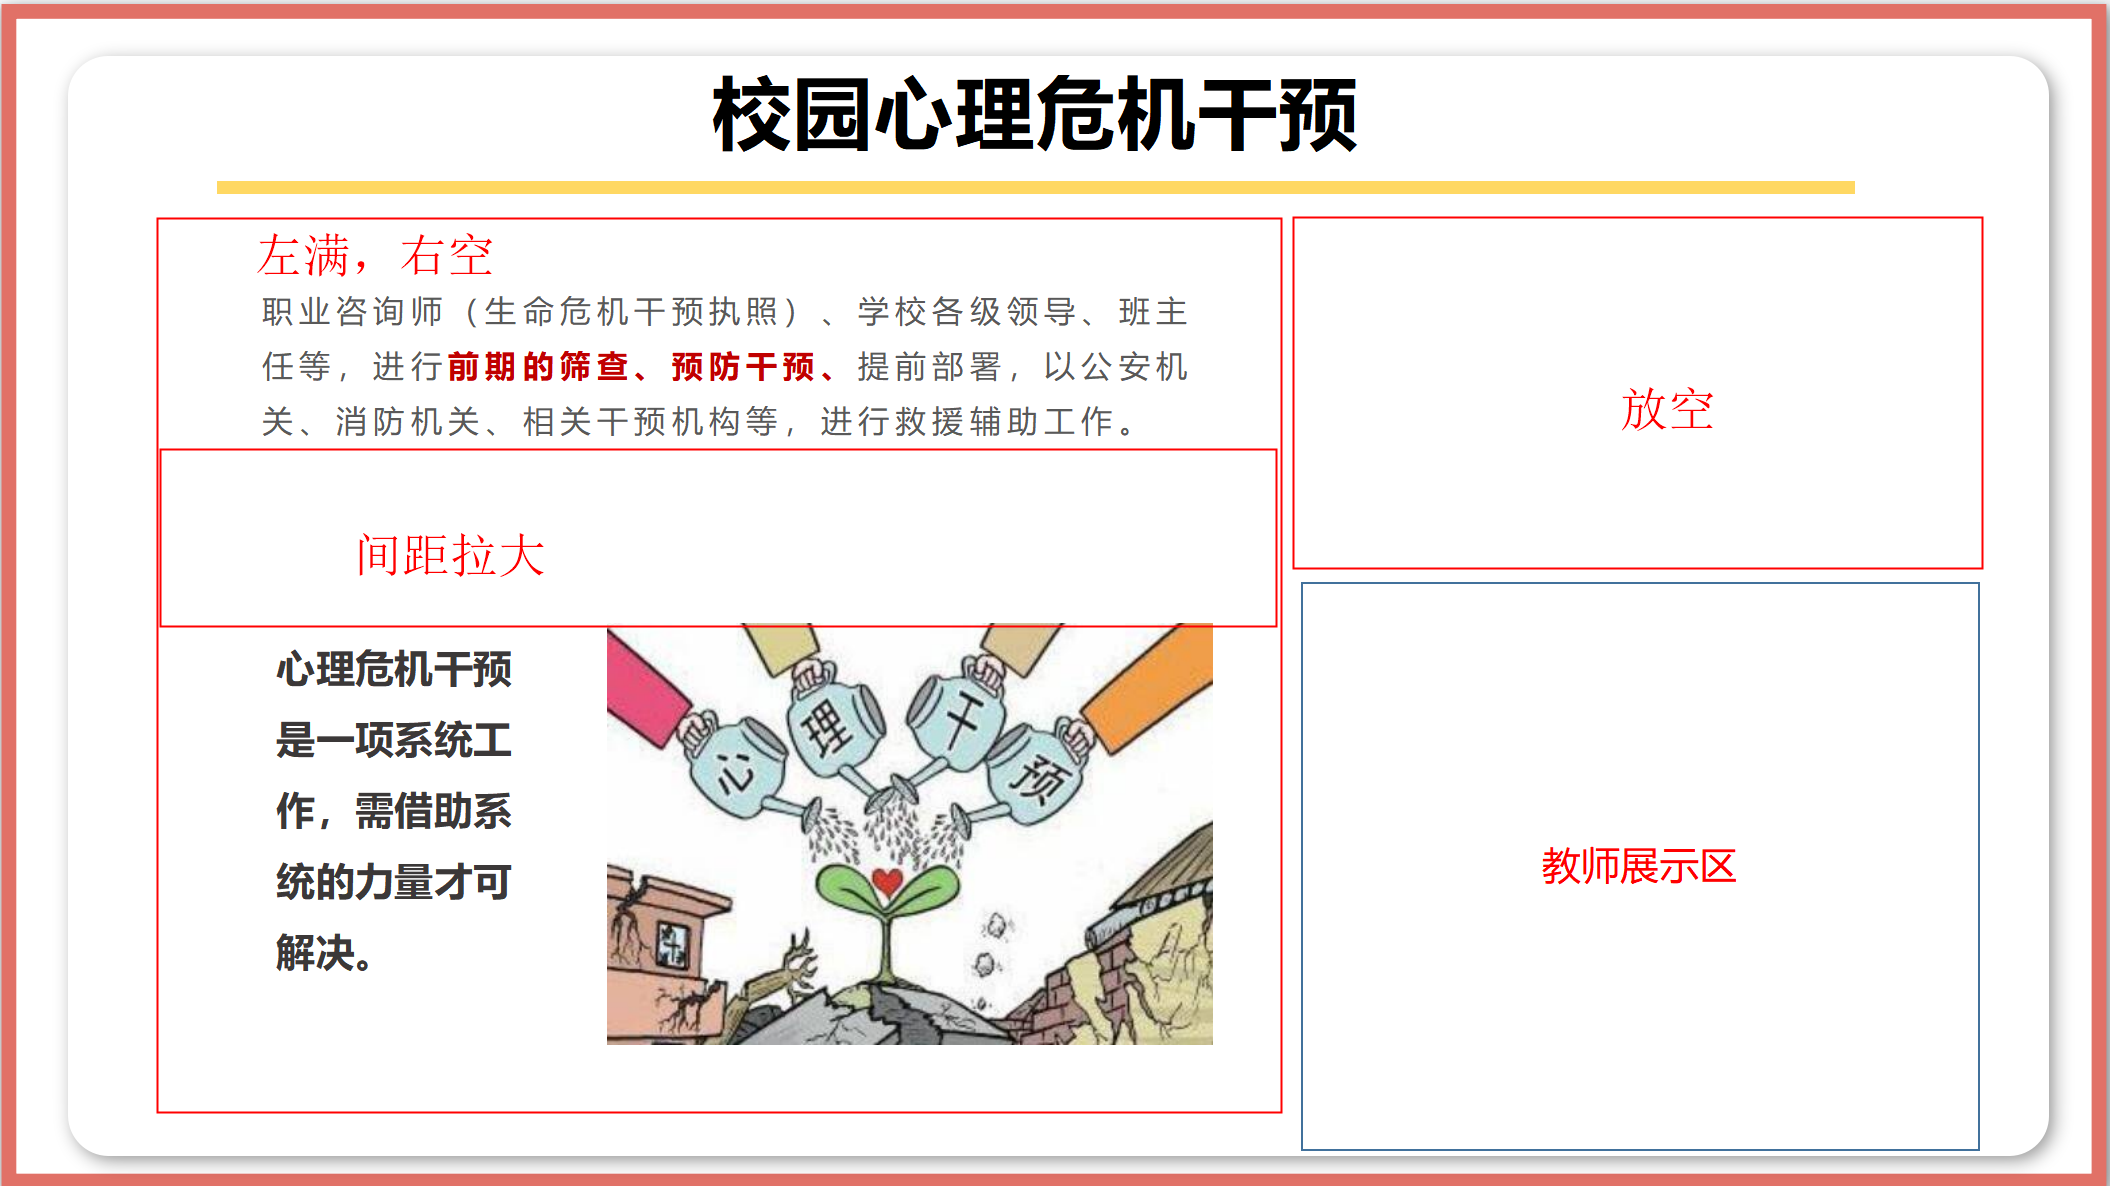 校园心理危机干预
左满，右空
职业咨询师（生命危机干预执照）、学校各级领导、班主
任等，进行前期的筛查、预防干预、提前部署，以公安机
关、消防机关、相关干预机构等，进行救援辅助工作。
间距拉大
心理危机干预
是一项系统工
作，需借助系
统的力量才可
解决。
心
理
干
预
放空
教师展示区